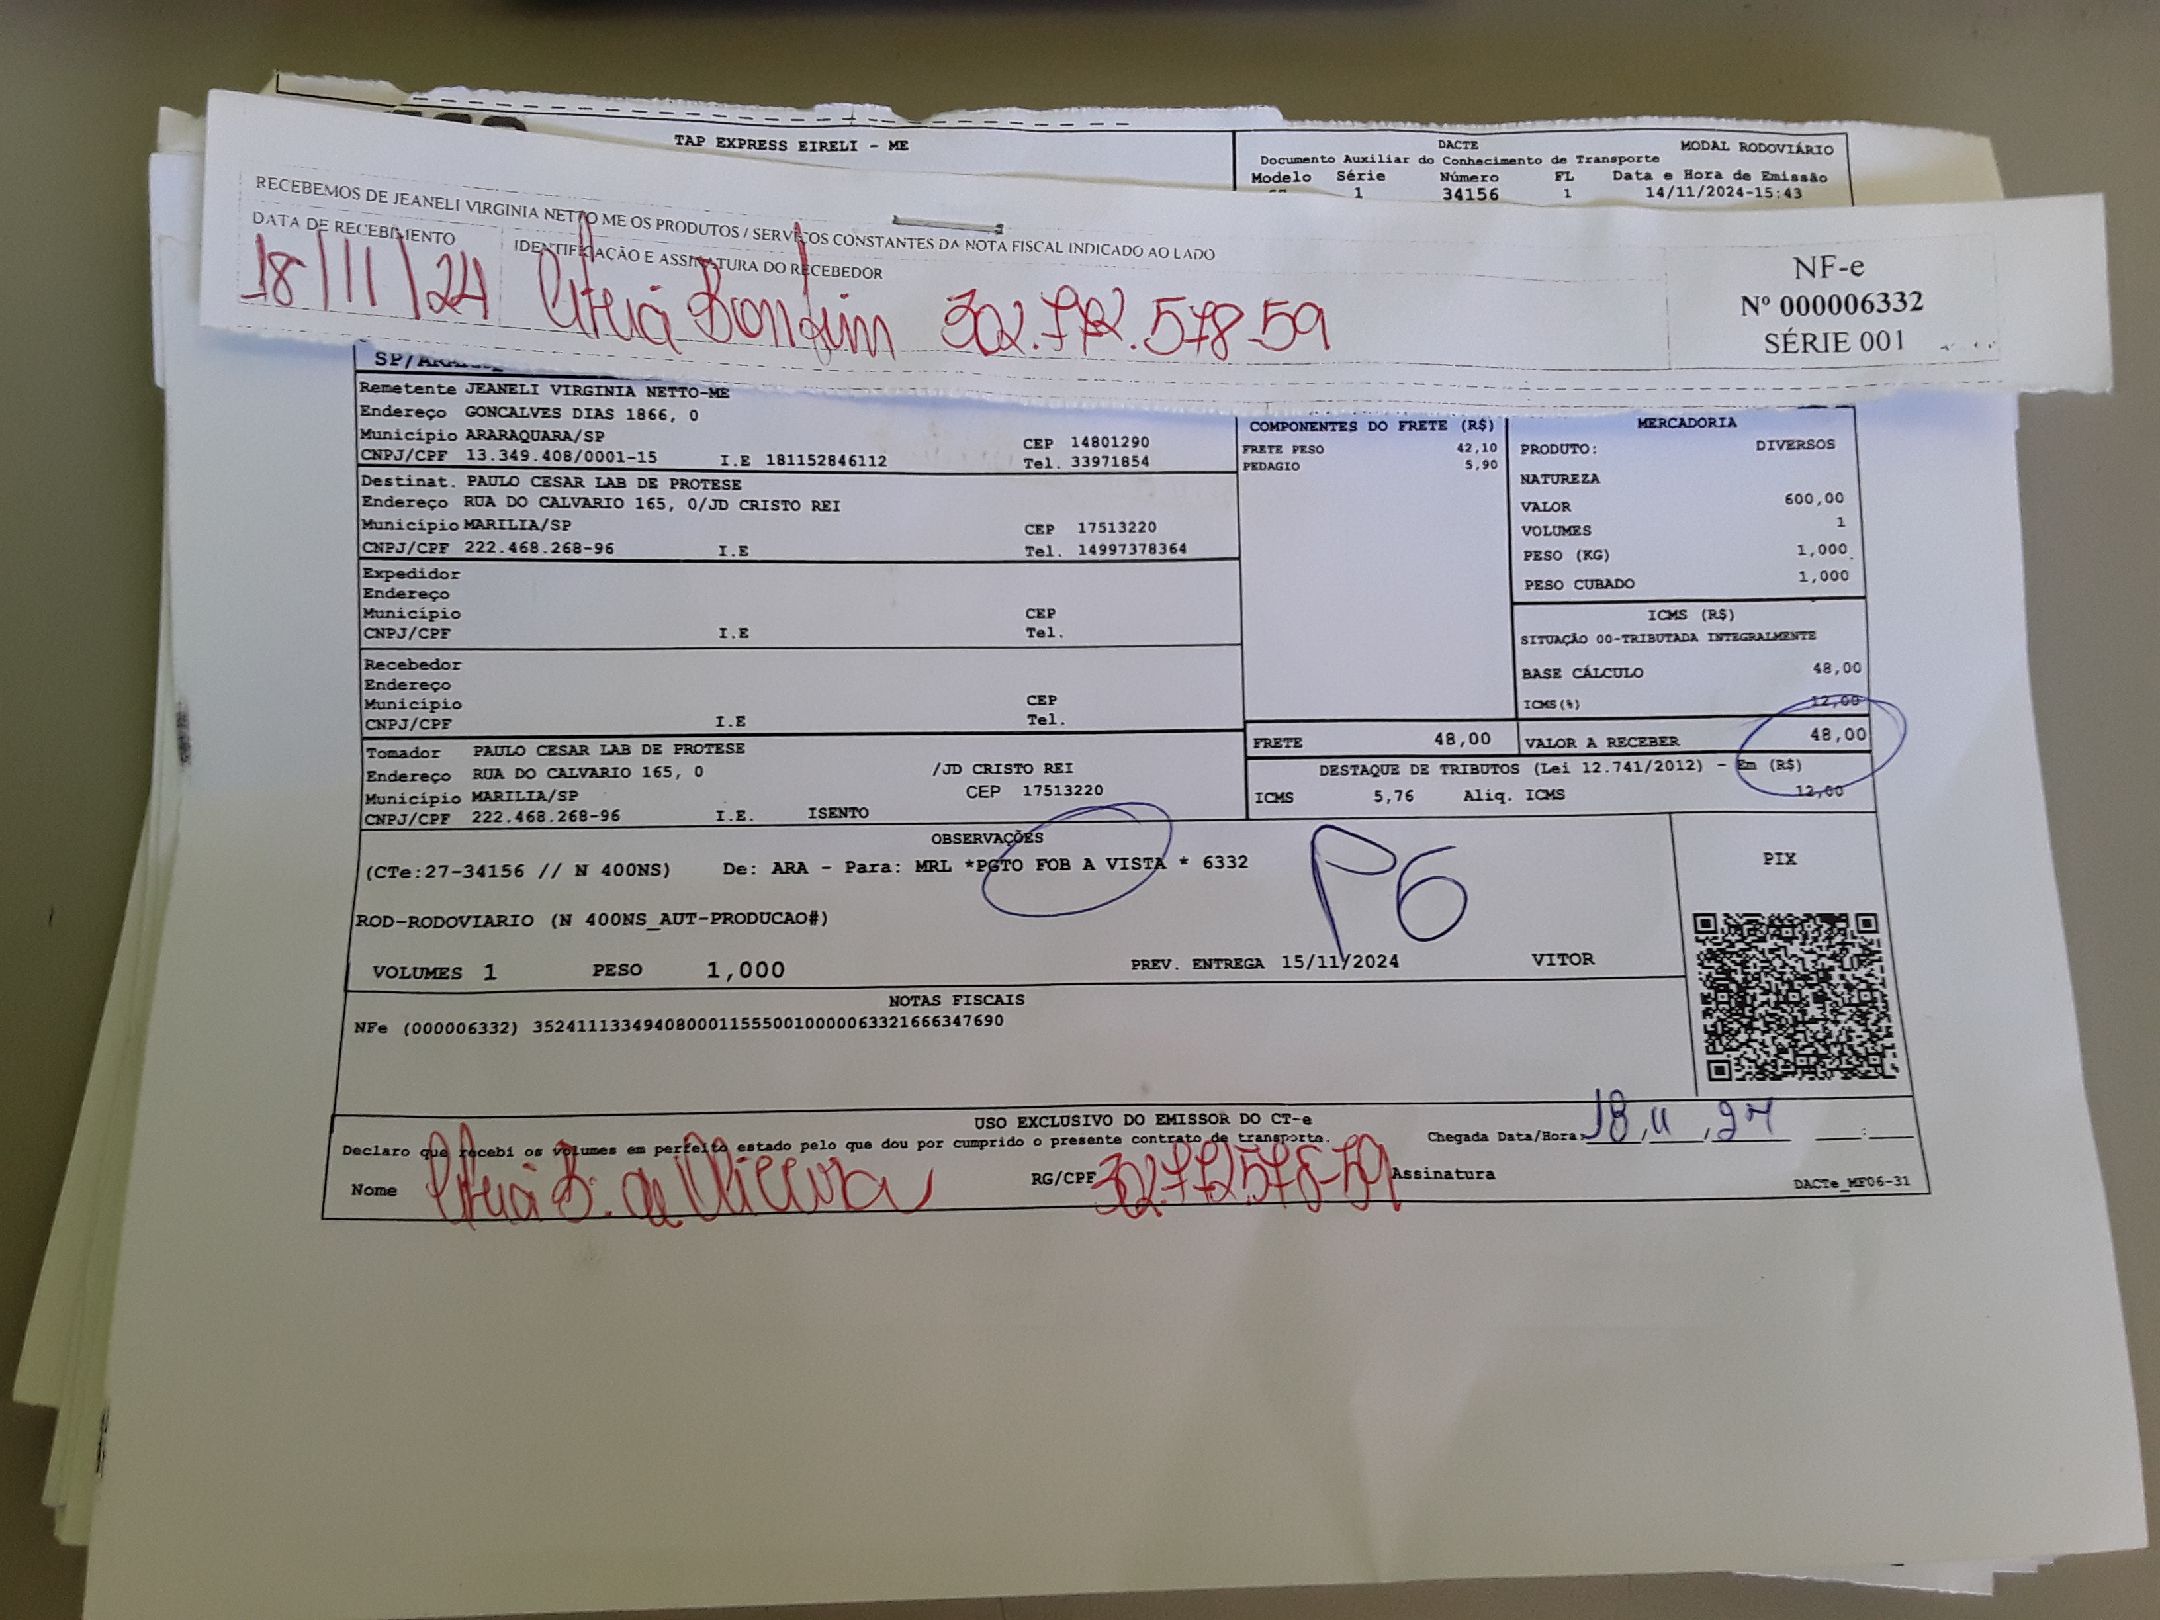 TAP EXPRESS EIRELI - ME
DACTE MODAL RODOVIÁRIO
Documento Auxiliar do Conhecimento de Transporte
Modelo Série Número FL Data e Hora de Emissão
1 34156 1 14/11/2024-15:43
RECEBEMOS DE JEANELI VIRGINIA NETTO ME OS PRODUTOS / SERVIÇOS CONSTANTES DA NOTA FISCAL INDICADO AO LADO
DATA DE RECEBIMENTO IDENTIFICAÇÃO E ASSINATURA DO RECEBEDOR
18/11/24 Bonfim 302.772.578-59
NF-e
Nº 000006332
SÉRIE 001
Remetente JEANELI VIRGINIA NETTO-ME
Endereço GONCALVES DIAS 1866, 0
Município ARARAQUARA/SP CEP 14801290
CNPJ/CPF 13.349.408/0001-15 I.E 181152846112 Tel. 33971854
Destinat. PAULO CESAR LAB DE PROTESE
Endereço RUA DO CALVARIO 165, 0/JD CRISTO REI
Município MARILIA/SP CEP 17513220
CNPJ/CPF 222.468.268-96 I.E Tel. 14997378364
Expedidor
Endereço
Município CEP
CNPJ/CPF I.E Tel.
Recebedor
Endereço
Município CEP
CNPJ/CPF I.E Tel.
Tomador PAULO CESAR LAB DE PROTESE
Endereço RUA DO CALVARIO 165, 0 /JD CRISTO REI
Município MARILIA/SP CEP 17513220
CNPJ/CPF 222.468.268-96 I.E. ISENTO
COMPONENTES DO FRETE (R$)
FRETE PESO 42,10
PEDAGIO 5,90
MERCADORIA
PRODUTO: DIVERSOS
NATUREZA
VALOR 600,00
VOLUMES 1
PESO (KG) 1,000
PESO CUBADO 1,000
ICMS (R$)
SITUAÇÃO 00-TRIBUTADA INTEGRALMENTE
BASE CÁLCULO 48,00
ICMS(%) 12,00
FRETE 48,00 VALOR A RECEBER 48,00
DESTAQUE DE TRIBUTOS (Lei 12.741/2012) - Em (R$)
ICMS 5,76 Aliq. ICMS 12,00
OBSERVAÇÕES
(CTe:27-34156 // N 400NS) De: ARA - Para: MRL *PGTO FOB A VISTA * 6332
P6
PIX
ROD-RODOVIARIO (N 400NS_AUT-PRODUCAO#)
VOLUMES 1 PESO 1,000 PREV. ENTREGA 15/11/2024 VITOR
NOTAS FISCAIS
NFe (000006332) 35241113349408000115550010000063321666347690
USO EXCLUSIVO DO EMISSOR DO CT-e
Declaro que recebi os volumes em perfeito estado pelo que dou por cumprido o presente contrato de transporte. Chegada Data/Hora: 18/11/24
Nome B. de Oliveira RG/CPF 302.772.578-59 Assinatura
DACTe_MF06-31